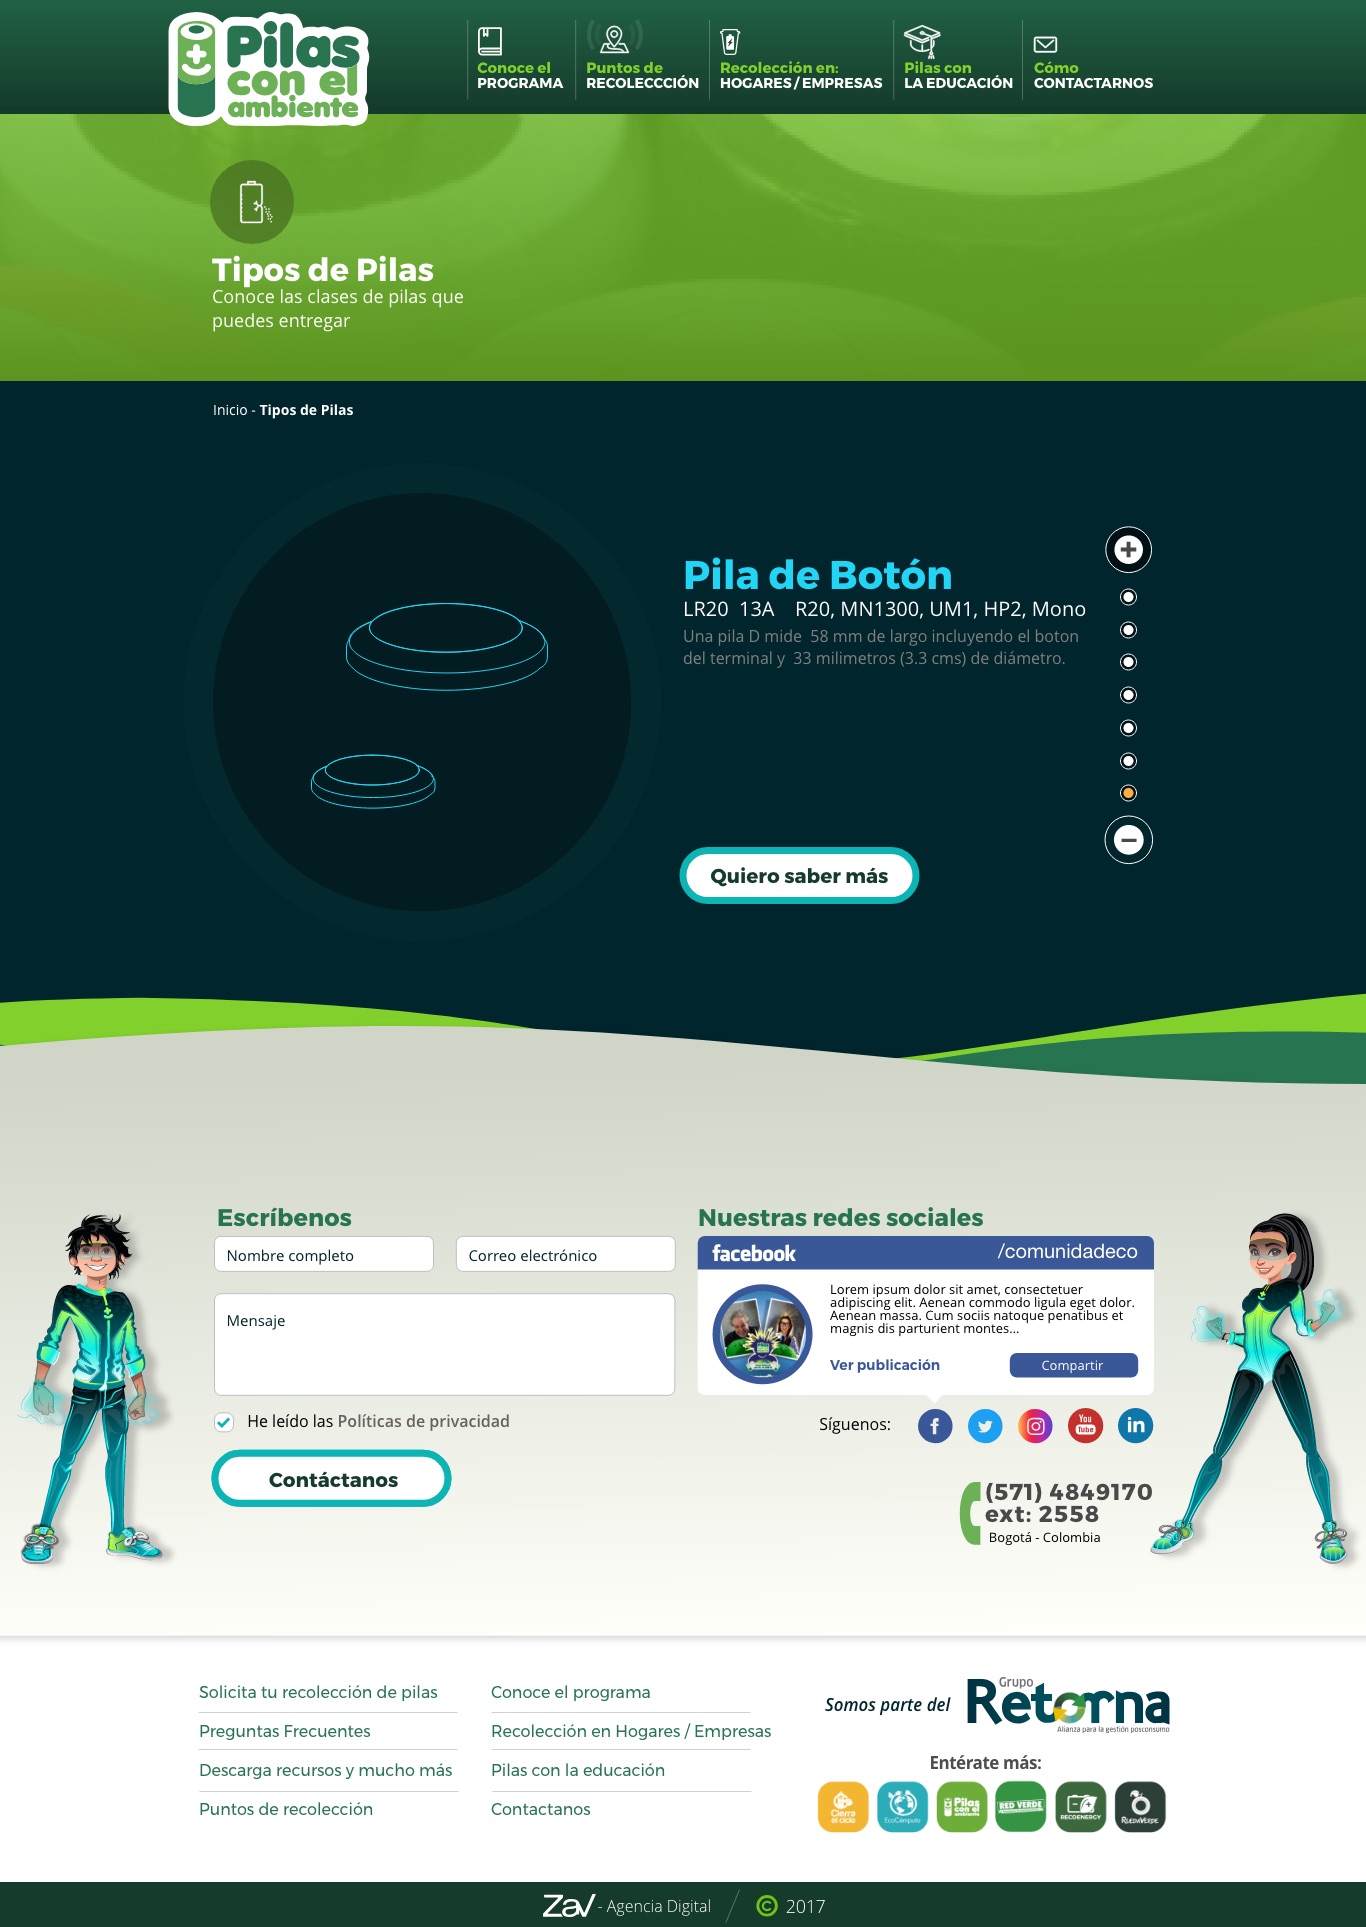 Pilas
con el
ambiente
Conoce el
PROGRAMA
Puntos de
RECOLECCCIÓN
Recolección en:
HOGARES / EMPRESAS
Pilas con
LA EDUCACIÓN
Cómo
CONTACTARNOS
Tipos de Pilas
Conoce las clases de pilas que
puedes entregar
Inicio - Tipos de Pilas
Pila de Botón
LR20 13A R20, MN1300, UM1, HP2, Mono
Una pila D mide 58 mm de largo incluyendo el boton
del terminal y 33 milimetros (3.3 cms) de diámetro.
Quiero saber más
Escríbenos
Nombre completo
Correo electrónico
Mensaje
He leído las Políticas de privacidad
Contáctanos
Nuestras redes sociales
facebook
/comunidadeco
Lorem ipsum dolor sit amet, consectetuer
adipiscing elit. Aenean commodo ligula eget dolor.
Aenean massa. Cum sociis natoque penatibus et
magnis dis parturient montes...
Ver publicación
Compartir
Síguenos:
f
You
Tube
in
(571) 4849170
ext: 2558
Bogotá - Colombia
Solicita tu recolección de pilas
Preguntas Frecuentes
Descarga recursos y mucho más
Puntos de recolección
Conoce el programa
Recolección en Hogares / Empresas
Pilas con la educación
Contactanos
Somos parte del
Grupo
Retorna
Alianza para la gestión posconsumo
Entérate más:
Cierra
el ciclo
EcoCómputo
Pilas
con el
ambiente
RED VERDE
RECOENERGY
RUEDAVERDE
ZaV - Agencia Digital
© 2017